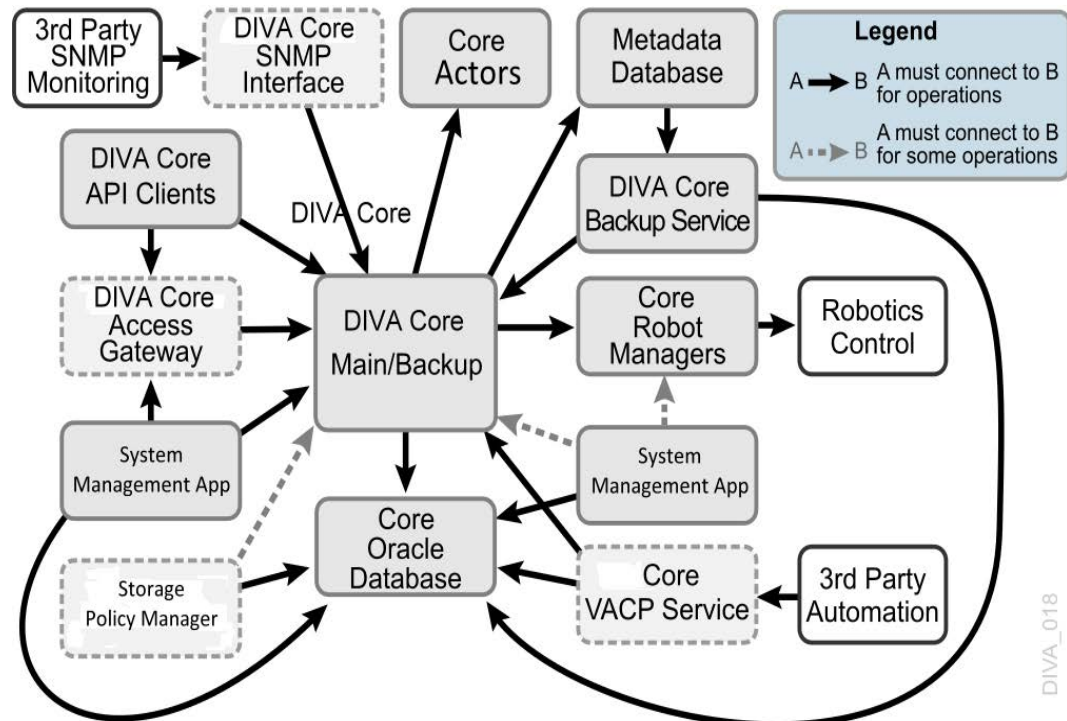 3rd Party
SNMP
Monitoring
DIVA Core
SNMP
Interface
Core
Actors
Metadata
Database
Legend
A B A must connect to B
for operations
A B A must connect to B
for some operations
DIVA Core
API Clients
DIVA Core
DIVA Core
Backup Service
DIVA Core
Access
Gateway
DIVA Core
Main/Backup
Core
Robot
Managers
Robotics
Control
System
Management App
System
Management App
Core
Oracle
Database
Storage
Policy Manager
Core
VACP Service
3rd Party
Automation
DIVA_018